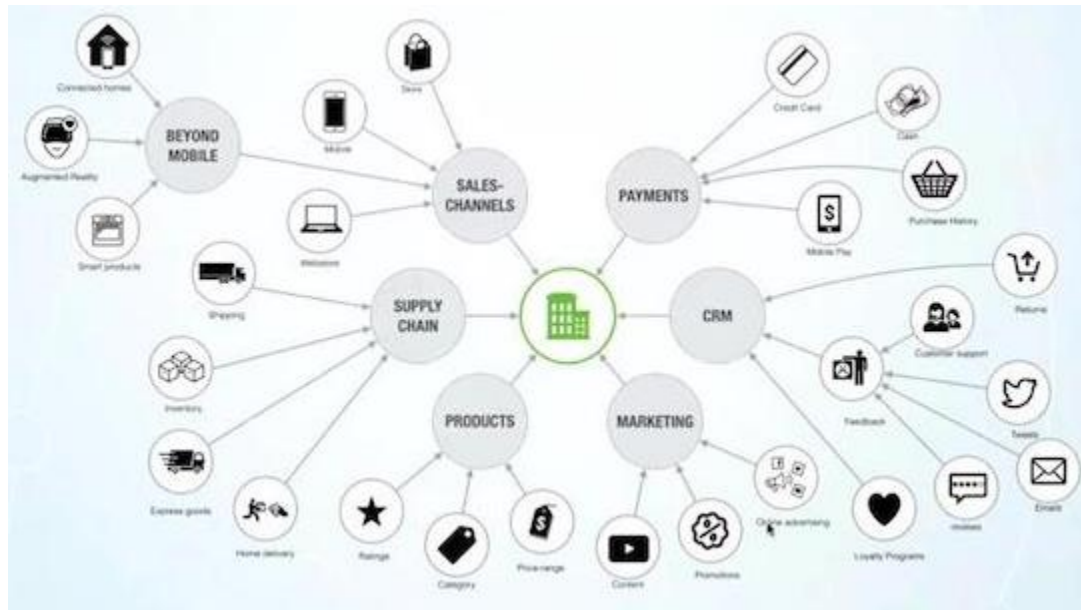 Connected homes
Augmented Reality
Smart products
BEYOND
MOBILE
Mobile
Store
Webstore
SALES-
CHANNELS
Credit Card
Cash
Purchase History
Mobile Pay
PAYMENTS
Shipping
Inventory
Express goods
Home delivery
SUPPLY
CHAIN
CRM
Returns
Customer support
Feedback
Tweets
Emails
reviews
Loyalty Programs
PRODUCTS
Ratings
Category
Price-range
MARKETING
Content
Promotions
Online advertising